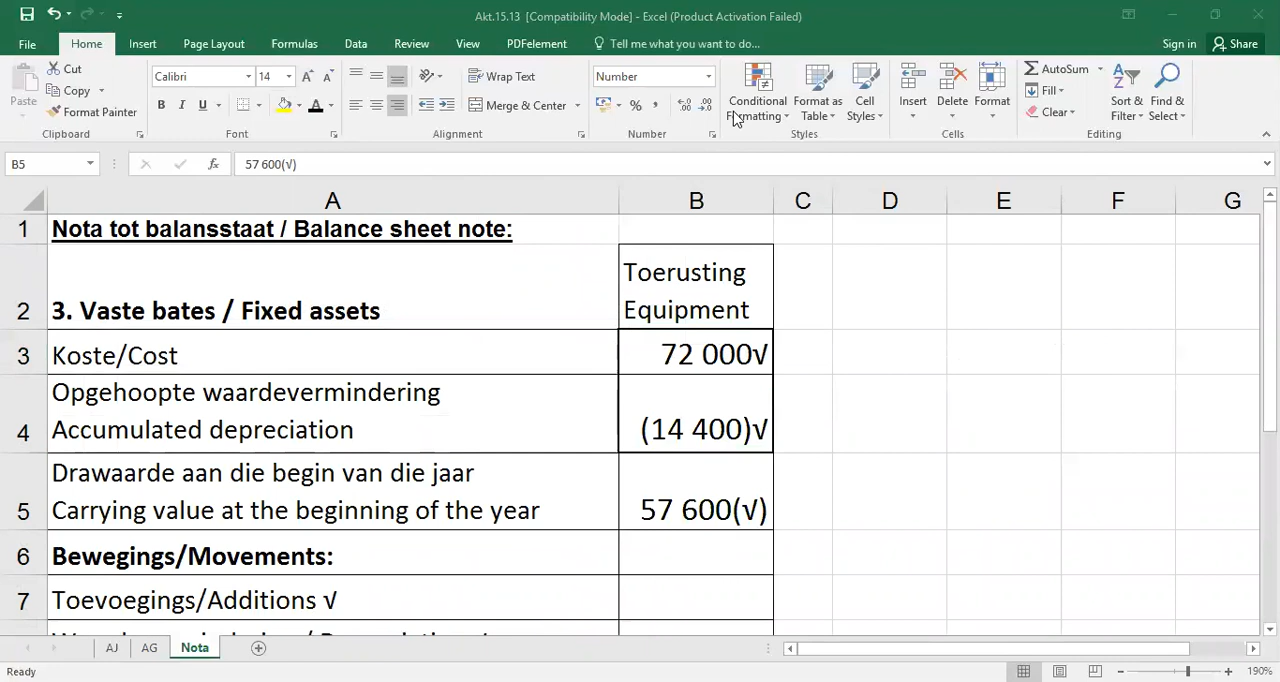 Akt.15.13 [Compatibility Mode] - Excel (Product Activation Failed)
File Home Insert Page Layout Formulas Data Review View PDFelement Tell me what you want to do... Sign in Share
Paste
Cut
Copy
Format Painter
Clipboard
Calibri 14
B I U
Font
Wrap Text
Merge & Center
Alignment
Number
%
Number
Conditional Formatting
Format as Table
Cell Styles
Styles
Insert
Delete
Format
Cells
AutoSum
Fill
Clear
Sort & Filter
Find & Select
Editing
B5 fx 57 600(√)
A B C D E F G
1 Nota tot balansstaat / Balance sheet note:
Toerusting
2 3. Vaste bates / Fixed assets Equipment
3 Koste/Cost 72 000√
Opgehoopte waardevermindering
4 Accumulated depreciation (14 400)√
Drawaarde aan die begin van die jaar
5 Carrying value at the beginning of the year 57 600(√)
6 Bewegings/Movements:
7 Toevoegings/Additions √
AJ AG Nota
Ready 190%